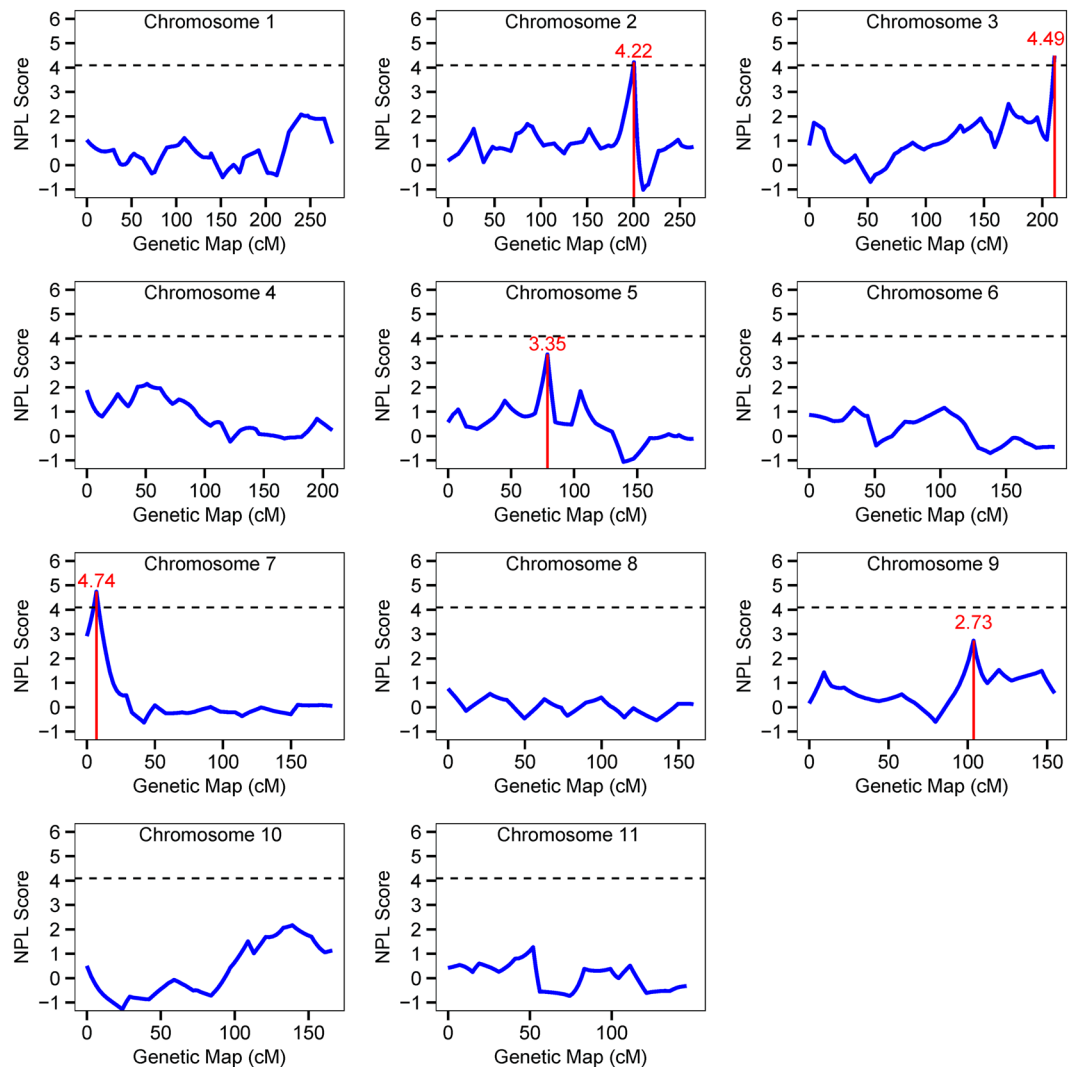 Chromosome 1
NPL Score
6
5
4
3
2
1
0
−1
0 50 100 150 200 250
Genetic Map (cM)
Chromosome 2
4.22
NPL Score
6
5
4
3
2
1
0
−1
0 50 100 150 200 250
Genetic Map (cM)
Chromosome 3
4.49
NPL Score
6
5
4
3
2
1
0
−1
0 50 100 150 200
Genetic Map (cM)
Chromosome 4
NPL Score
6
5
4
3
2
1
0
−1
0 50 100 150 200
Genetic Map (cM)
Chromosome 5
3.35
NPL Score
6
5
4
3
2
1
0
−1
0 50 100 150
Genetic Map (cM)
Chromosome 6
NPL Score
6
5
4
3
2
1
0
−1
0 50 100 150
Genetic Map (cM)
Chromosome 7
4.74
NPL Score
6
5
4
3
2
1
0
−1
0 50 100 150
Genetic Map (cM)
Chromosome 8
NPL Score
6
5
4
3
2
1
0
−1
0 50 100 150
Genetic Map (cM)
Chromosome 9
2.73
NPL Score
6
5
4
3
2
1
0
−1
0 50 100 150
Genetic Map (cM)
Chromosome 10
NPL Score
6
5
4
3
2
1
0
−1
0 50 100 150
Genetic Map (cM)
Chromosome 11
NPL Score
6
5
4
3
2
1
0
−1
0 50 100
Genetic Map (cM)